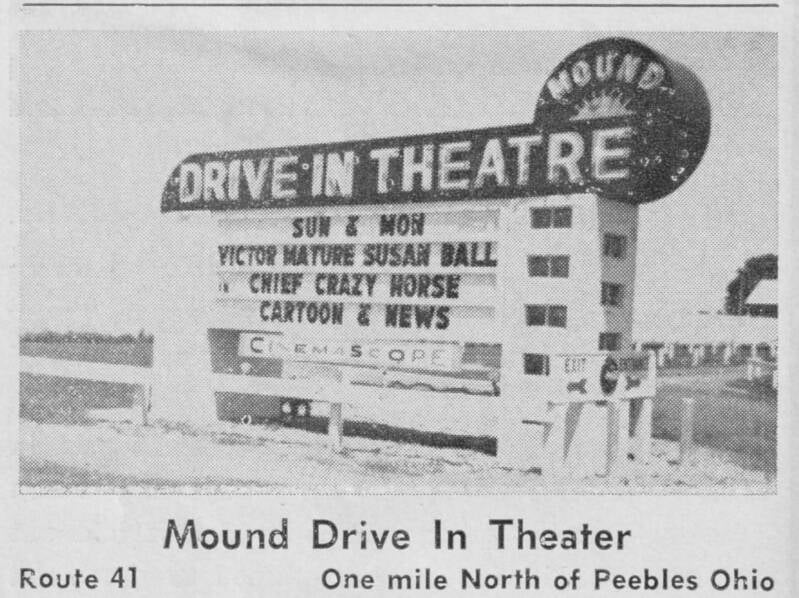 MOUND
DRIVE IN THEATRE
SUN & MON
VICTOR MATURE SUSAN BALL
IN CHIEF CRAZY HORSE
CARTOON & NEWS
CINEMASCOPE
EXIT
Mound Drive In Theater
Route 41 One mile North of Peebles Ohio